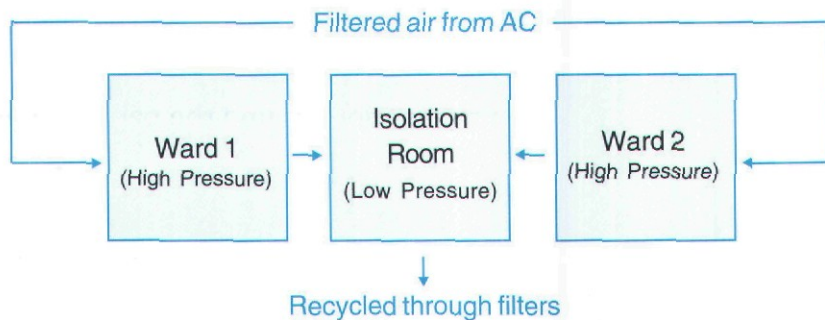 Filtered air from AC
Ward 1
(High Pressure)
Isolation
Room
(Low Pressure)
Ward 2
(High Pressure)
Recycled through filters